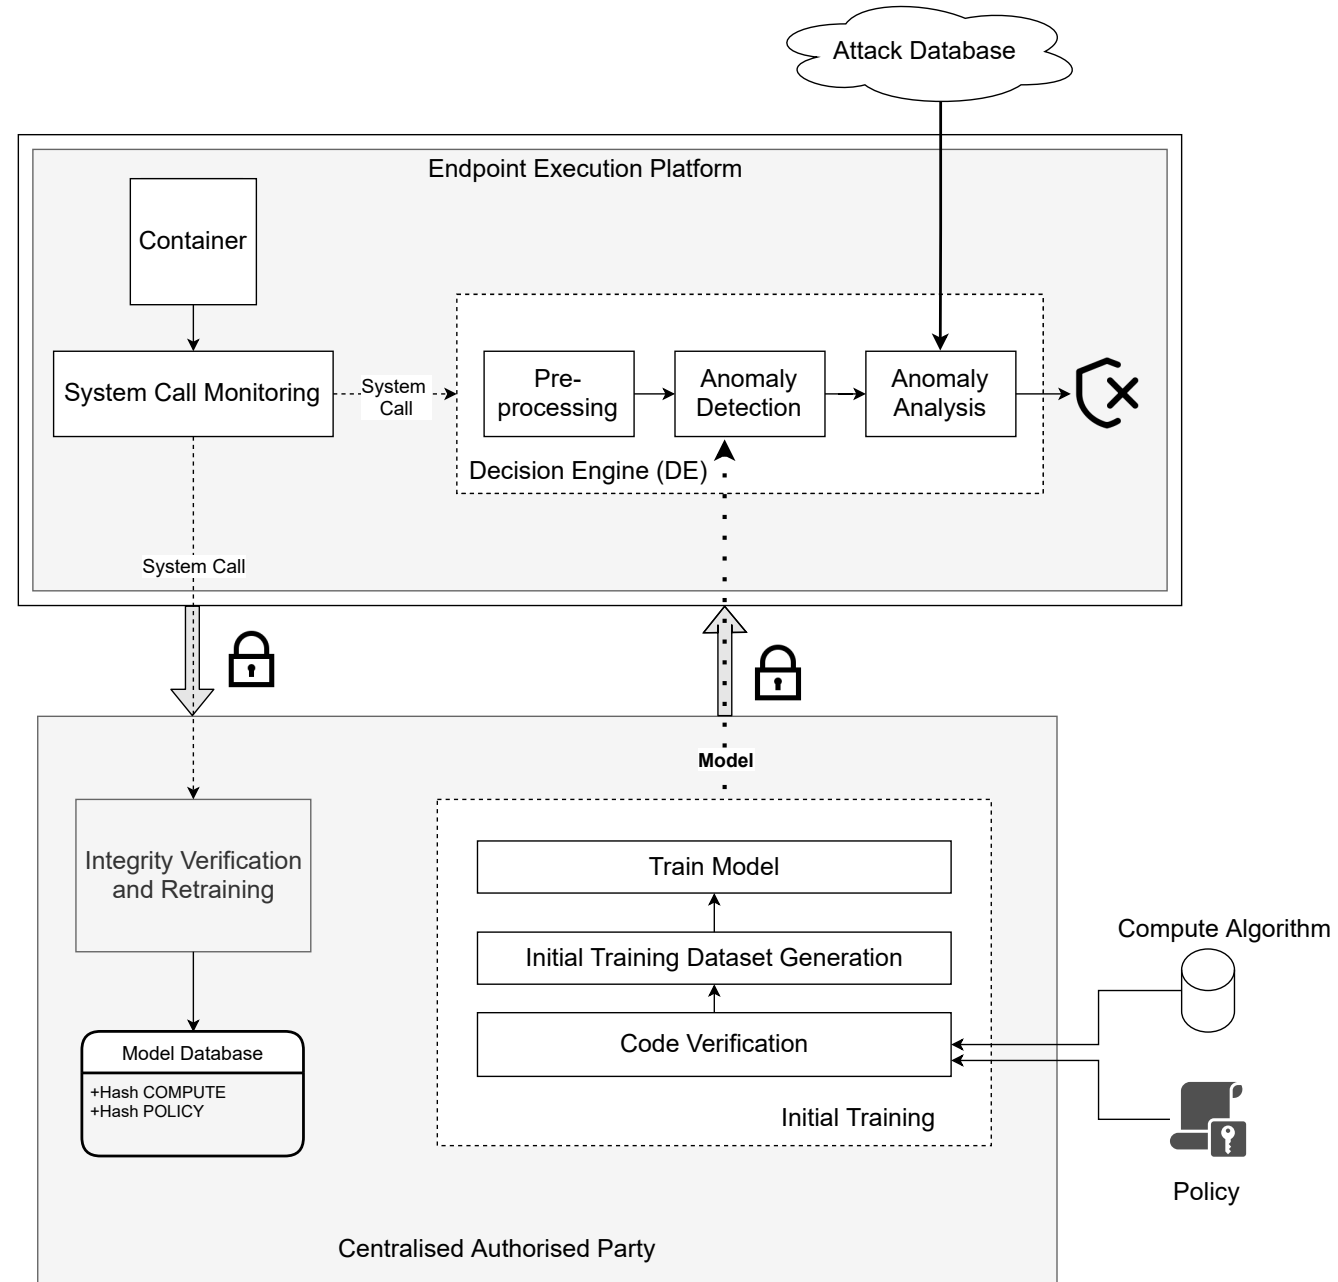 Attack Database
Endpoint Execution Platform
Container
System Call Monitoring
System
Call
Pre-
processing
Anomaly
Detection
Anomaly
Analysis
Decision Engine (DE)
System Call
Model
Integrity Verification
and Retraining
Train Model
Initial Training Dataset Generation
Code Verification
Initial Training
Compute Algorithm
Model Database
+Hash COMPUTE
+Hash POLICY
Policy
Centralised Authorised Party